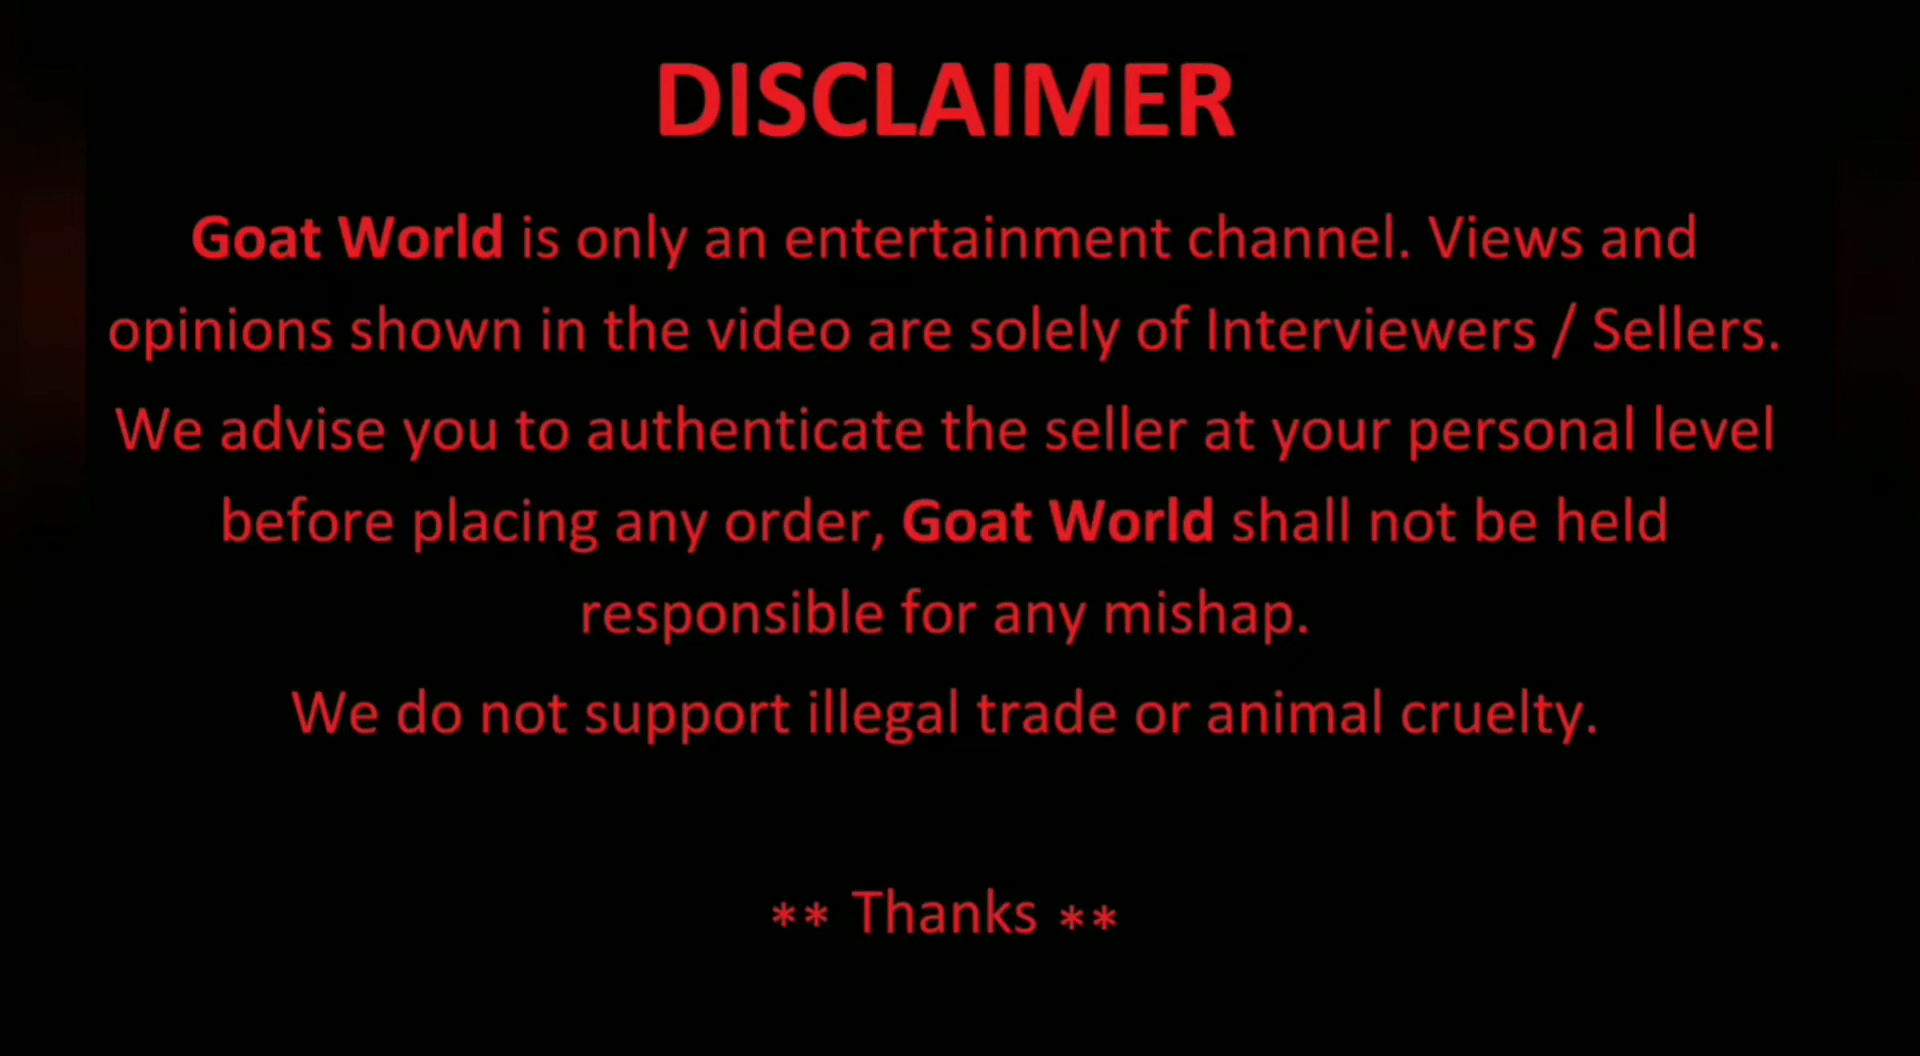 DISCLAIMER
Goat World is only an entertainment channel. Views and
opinions shown in the video are solely of Interviewers / Sellers.
We advise you to authenticate the seller at your personal level
before placing any order, Goat World shall not be held
responsible for any mishap.
We do not support illegal trade or animal cruelty.
** Thanks **